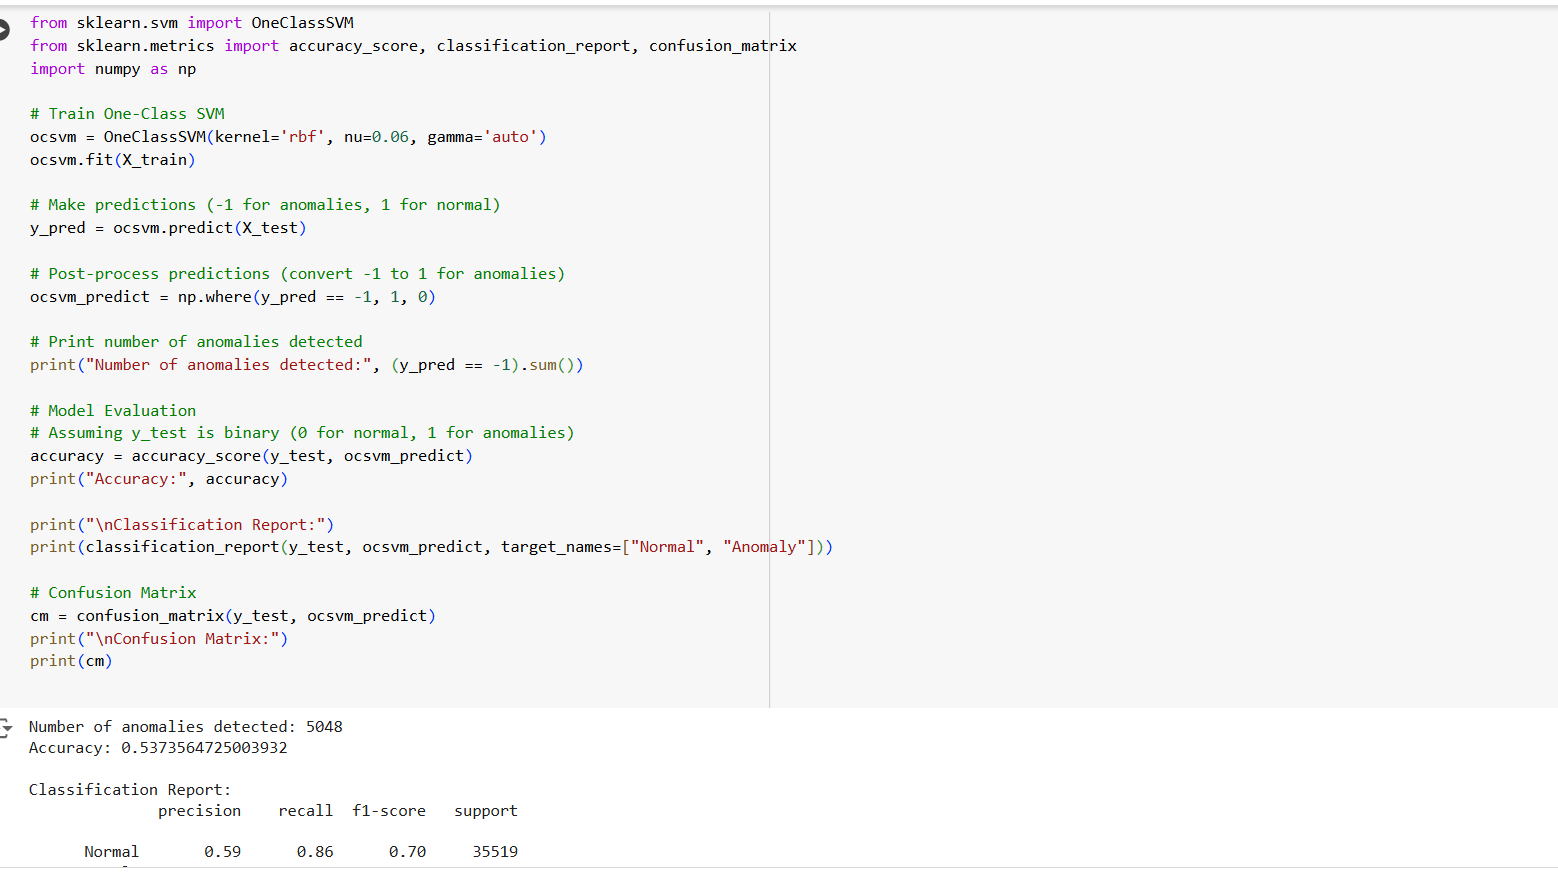 from sklearn.svm import OneClassSVM
from sklearn.metrics import accuracy_score, classification_report, confusion_matrix
import numpy as np
# Train One-Class SVM
ocsvm = OneClassSVM(kernel='rbf', nu=0.06, gamma='auto')
ocsvm.fit(X_train)
# Make predictions (-1 for anomalies, 1 for normal)
y_pred = ocsvm.predict(X_test)
# Post-process predictions (convert -1 to 1 for anomalies)
ocsvm_predict = np.where(y_pred == -1, 1, 0)
# Print number of anomalies detected
print("Number of anomalies detected:", (y_pred == -1).sum())
# Model Evaluation
# Assuming y_test is binary (0 for normal, 1 for anomalies)
accuracy = accuracy_score(y_test, ocsvm_predict)
print("Accuracy:", accuracy)
print("\nClassification Report:")
print(classification_report(y_test, ocsvm_predict, target_names=["Normal", "Anomaly"]))
# Confusion Matrix
cm = confusion_matrix(y_test, ocsvm_predict)
print("\nConfusion Matrix:")
print(cm)
Number of anomalies detected: 5048
Accuracy: 0.5373564725003932
Classification Report:
precision recall f1-score support
Normal 0.59 0.86 0.70 35519